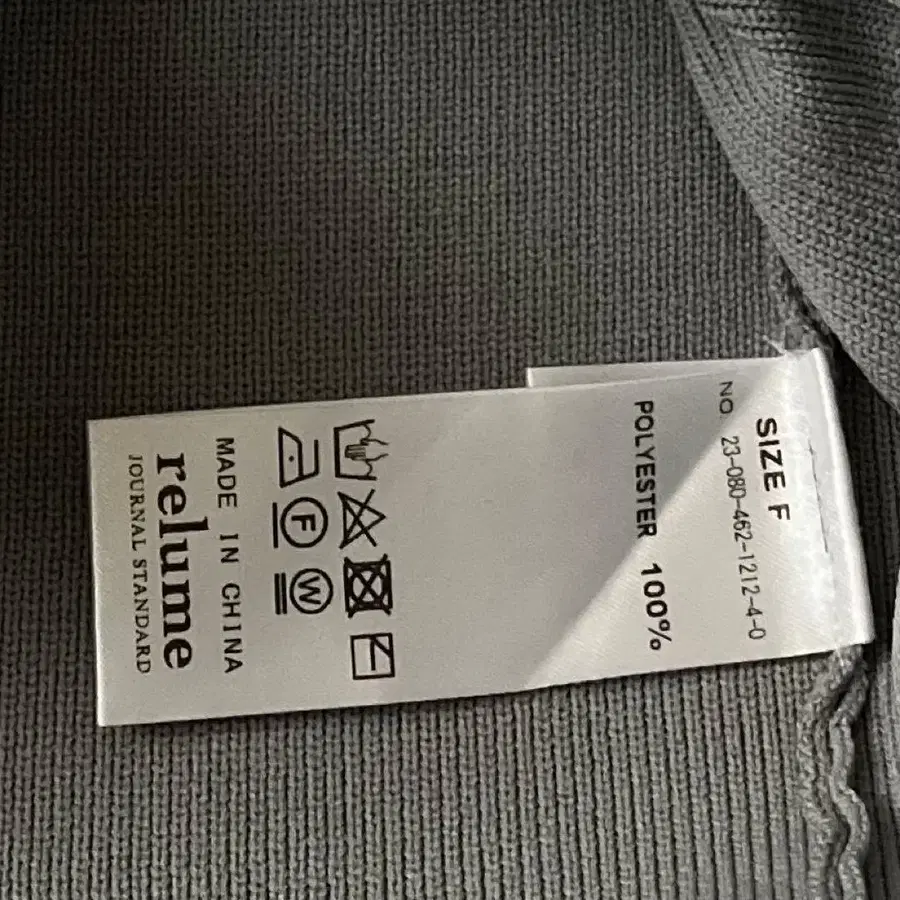 SIZE F
NO. 23-080-462-1212-4-0
POLYESTER 100%
F W
MADE IN CHINA
relume
JOURNAL STANDARD